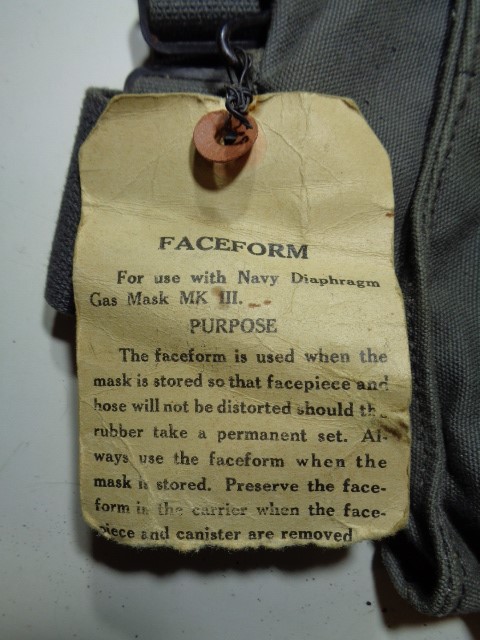 FACEFORM
For use with Navy Diaphragm
Gas Mask MK III.
PURPOSE
The faceform is used when the
mask is stored so that facepiece and
hose will not be distorted should th
rubber take a permanent set. Al-
ways use the faceform when the
mask is stored. Preserve the face-
form in the carrier when the face-
piece and canister are removed